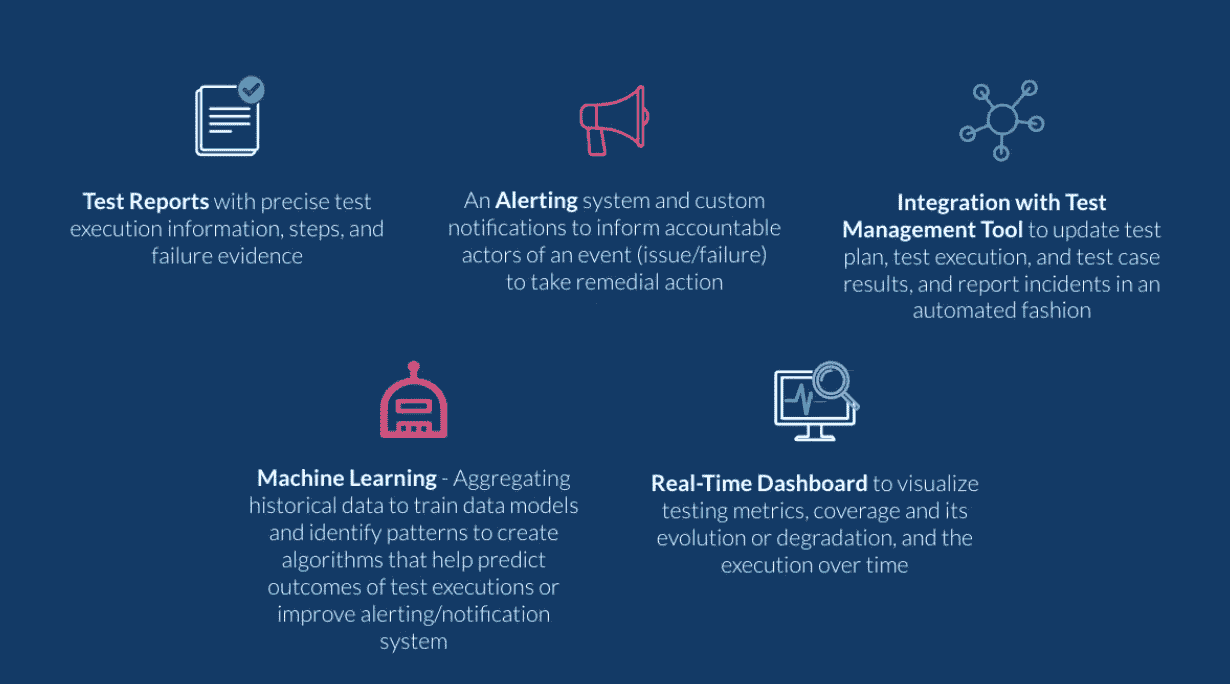 Test Reports with precise test
execution information, steps, and
failure evidence
An Alerting system and custom
notifications to inform accountable
actors of an event (issue/failure)
to take remedial action
Integration with Test
Management Tool to update test
plan, test execution, and test case
results, and report incidents in an
automated fashion
Machine Learning - Aggregating
historical data to train data models
and identify patterns to create
algorithms that help predict
outcomes of test executions or
improve alerting/notification
system
Real-Time Dashboard to visualize
testing metrics, coverage and its
evolution or degradation, and the
execution over time